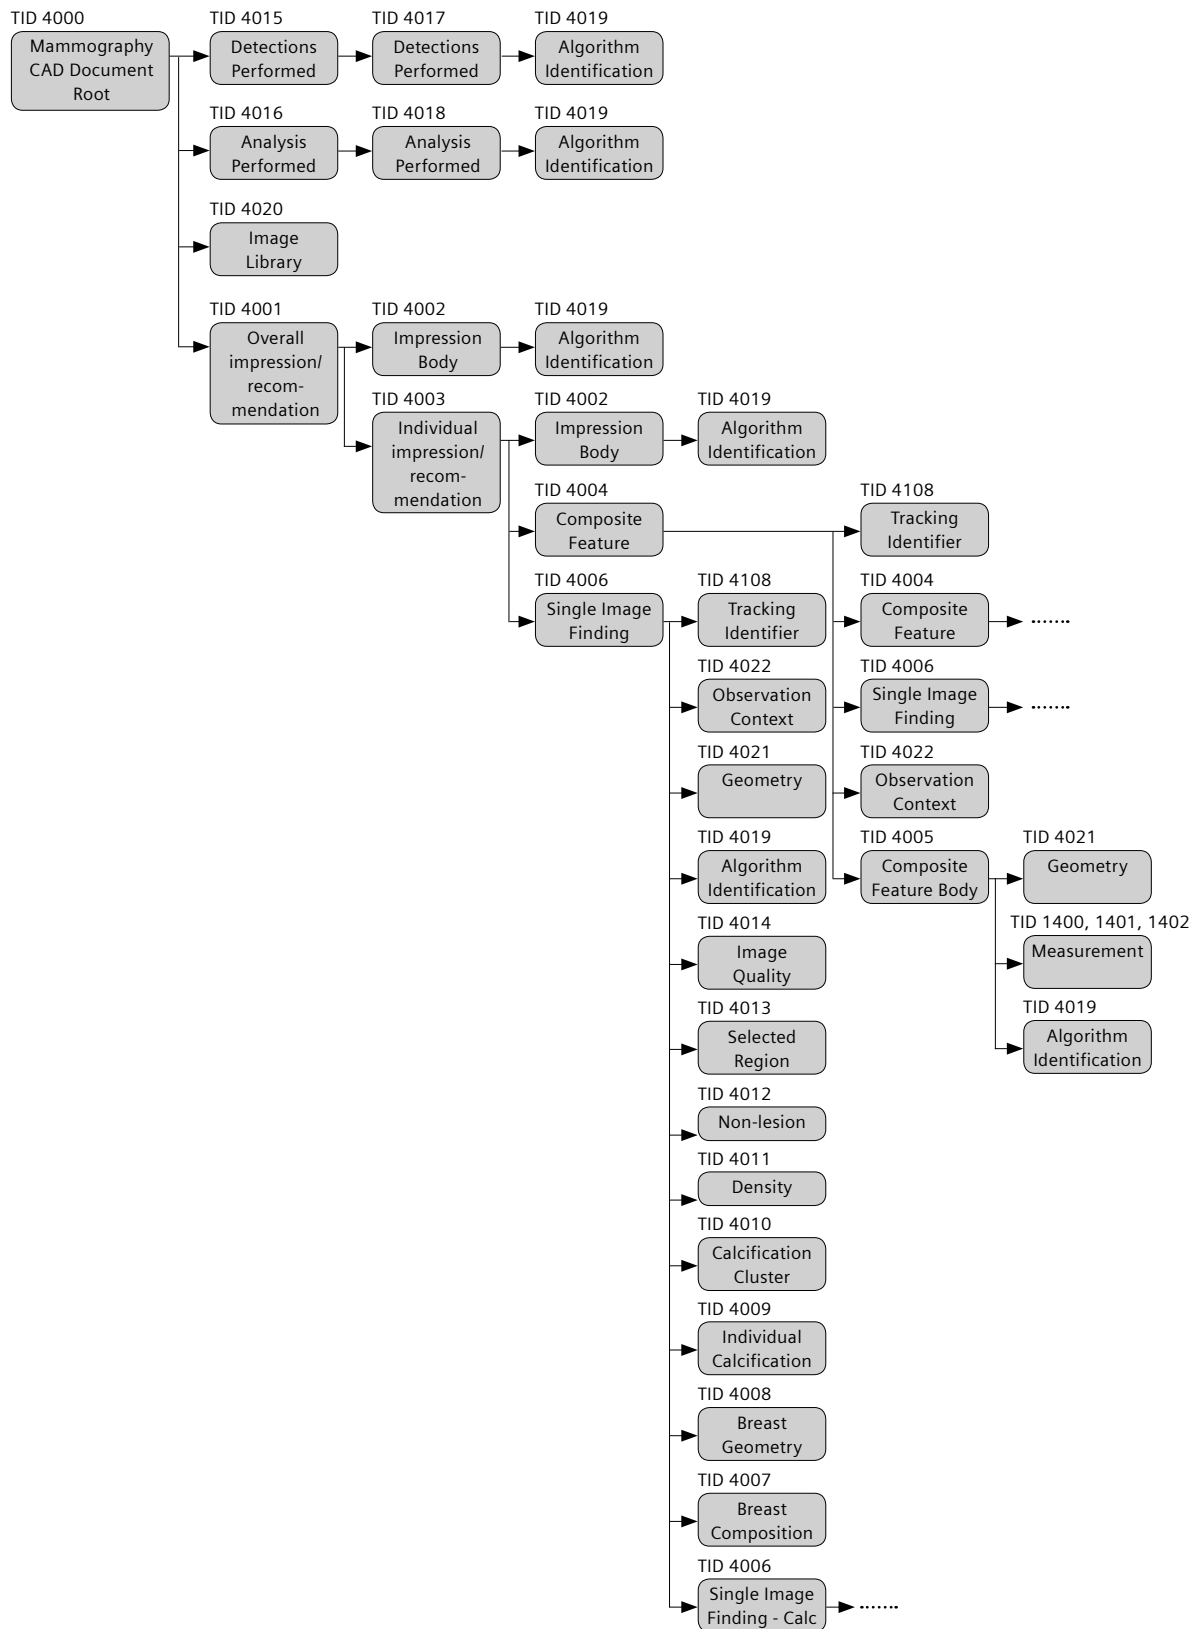 TID 4000
Mammography
CAD Document
Root
TID 4015
Detections
Performed
TID 4017
Detections
Performed
TID 4019
Algorithm
Identification
TID 4016
Analysis
Performed
TID 4018
Analysis
Performed
TID 4019
Algorithm
Identification
TID 4020
Image
Library
TID 4001
Overall
impression/
recom-
mendation
TID 4002
Impression
Body
TID 4019
Algorithm
Identification
TID 4003
Individual
impression/
recom-
mendation
TID 4002
Impression
Body
TID 4019
Algorithm
Identification
TID 4004
Composite
Feature
TID 4108
Tracking
Identifier
TID 4006
Single Image
Finding
TID 4108
Tracking
Identifier
TID 4004
Composite
Feature
.......
TID 4022
Observation
Context
TID 4006
Single Image
Finding
.......
TID 4021
Geometry
TID 4022
Observation
Context
TID 4019
Algorithm
Identification
TID 4005
Composite
Feature Body
TID 4021
Geometry
TID 4014
Image
Quality
TID 1400, 1401, 1402
Measurement
TID 4013
Selected
Region
TID 4019
Algorithm
Identification
TID 4012
Non-lesion
TID 4011
Density
TID 4010
Calcification
Cluster
TID 4009
Individual
Calcification
TID 4008
Breast
Geometry
TID 4007
Breast
Composition
TID 4006
Single Image
Finding - Calc
.......